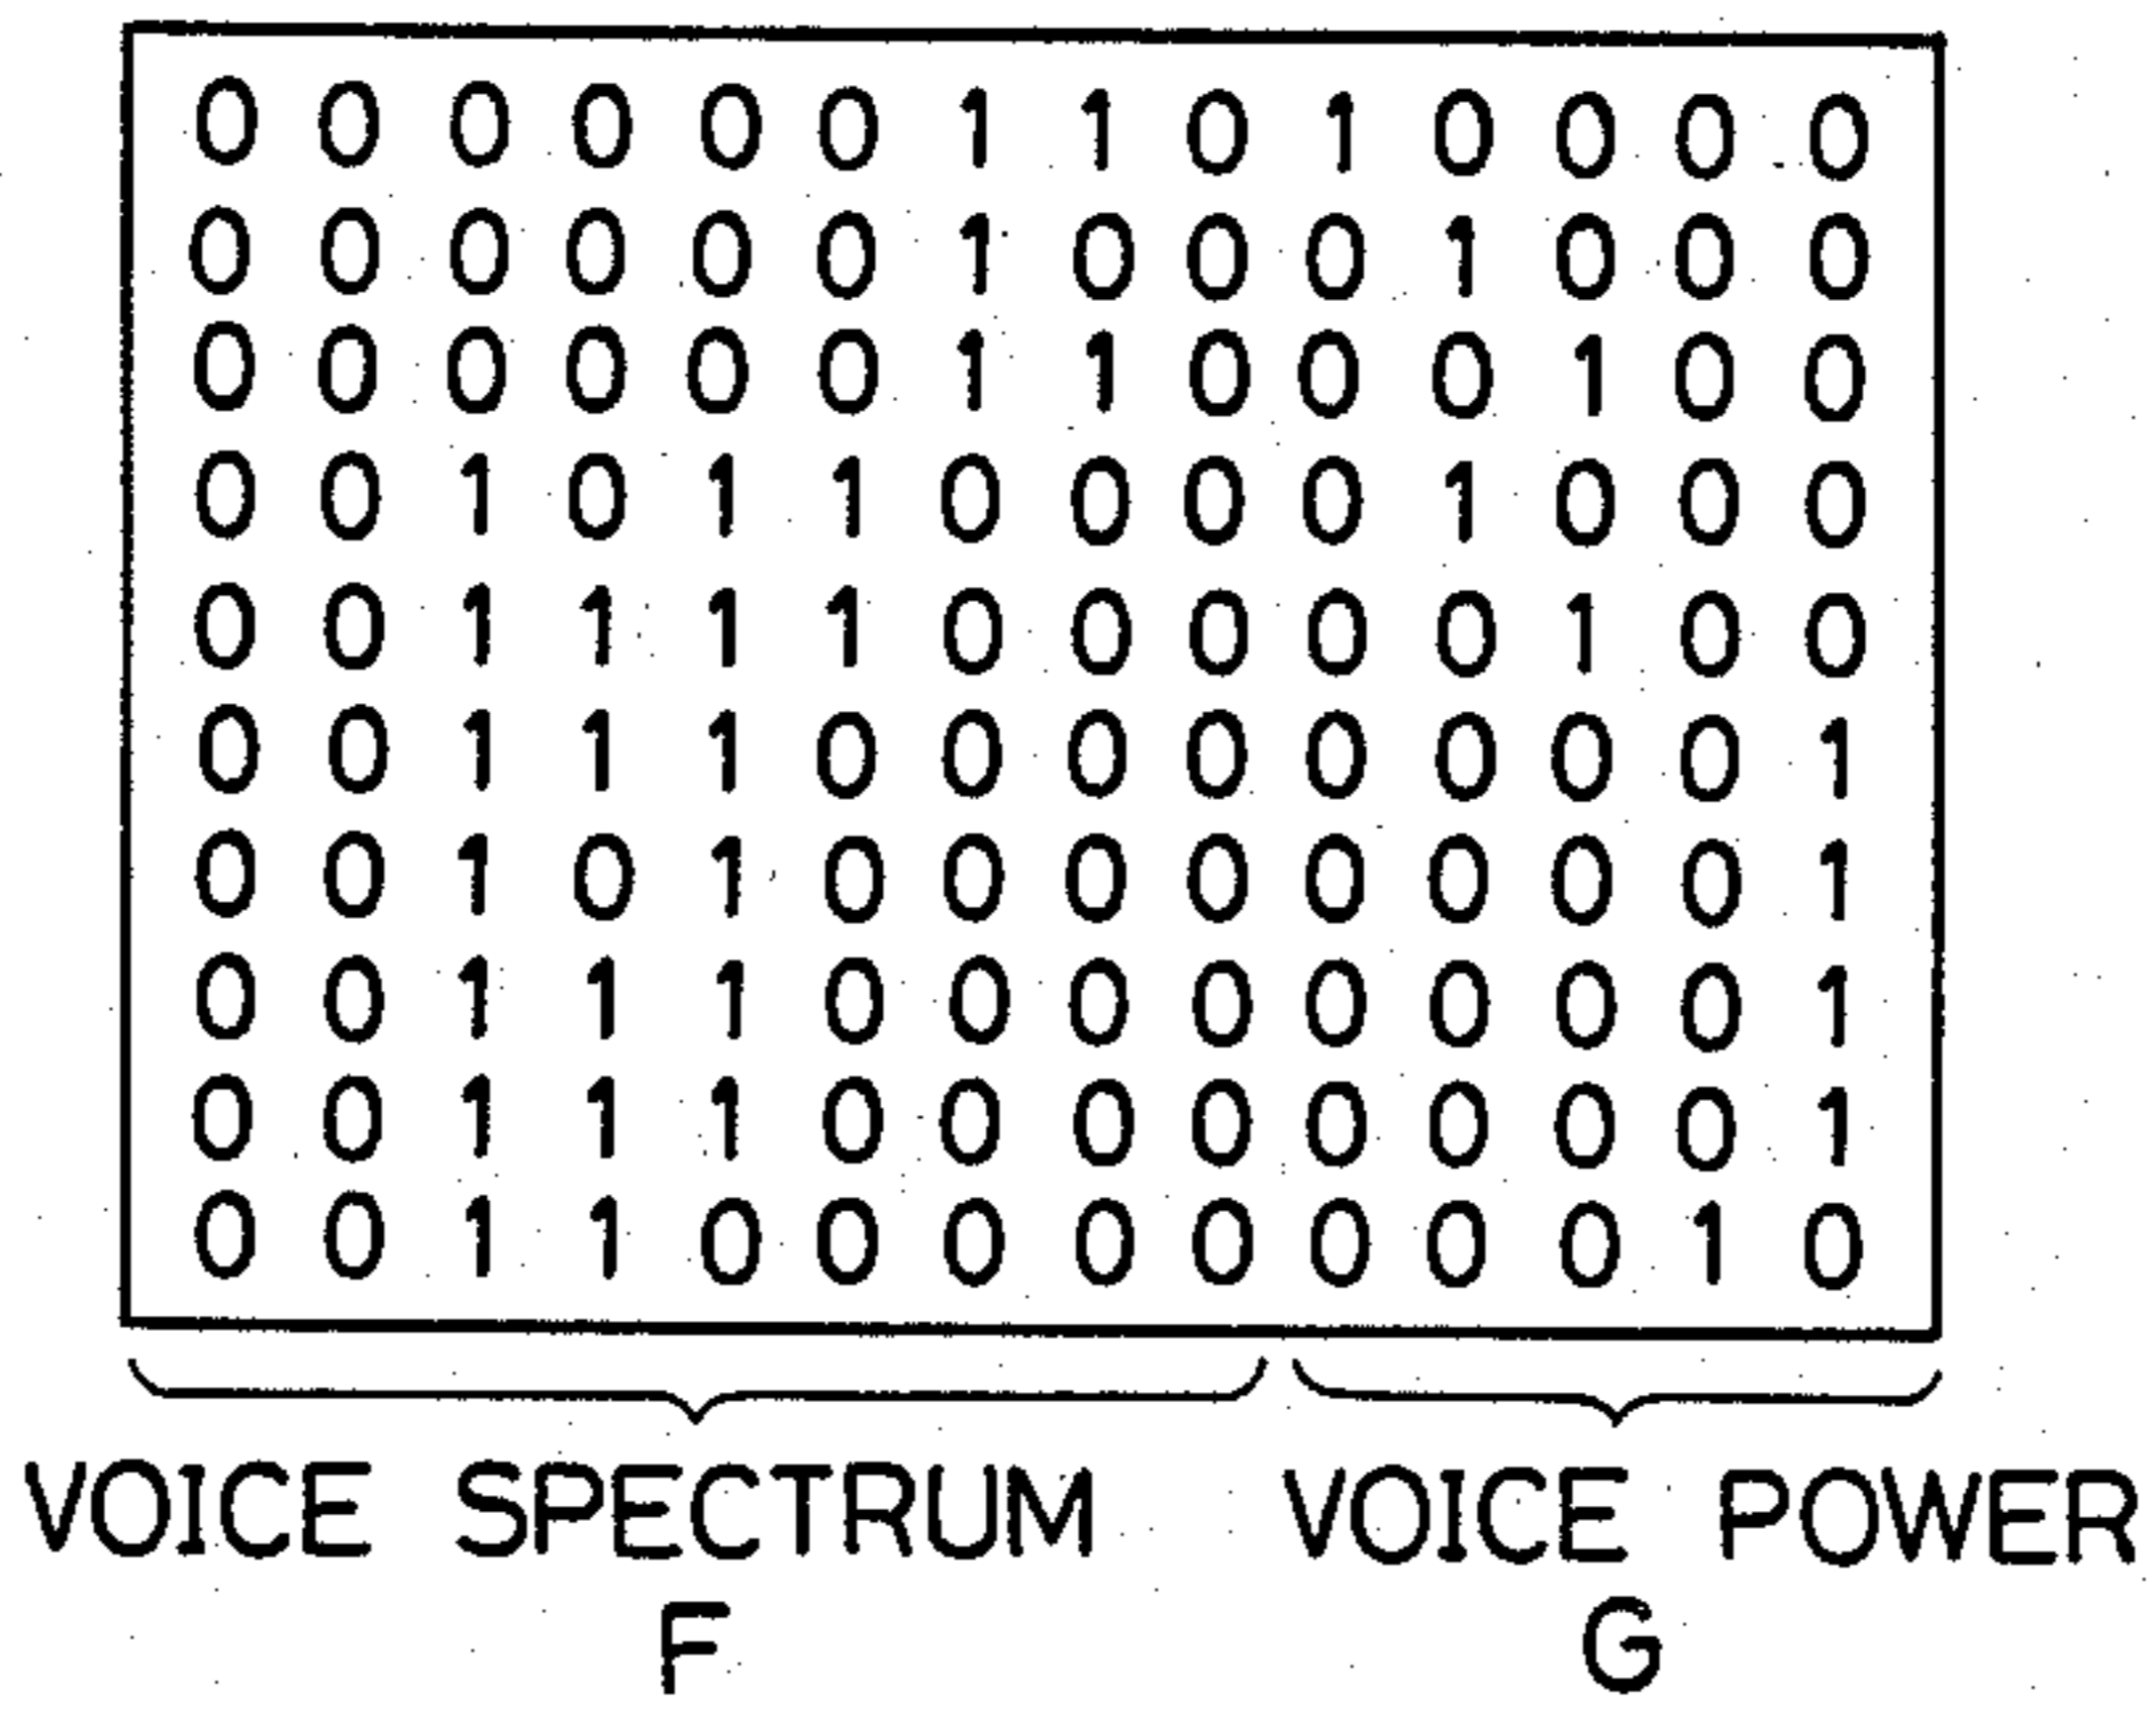 0 0 0 0 0 0 1 1 0 1 0 0 0 0
0 0 0 0 0 0 1 0 0 0 1 0 0 0
0 0 0 0 0 0 1 1 0 0 0 1 0 0
0 0 1 0 1 1 0 0 0 0 1 0 0 0
0 0 1 1 1 1 0 0 0 0 0 1 0 0
0 0 1 1 1 0 0 0 0 0 0 0 0 1
0 0 1 0 1 0 0 0 0 0 0 0 0 1
0 0 1 1 1 0 0 0 0 0 0 0 0 1
0 0 1 1 1 0 0 0 0 0 0 0 0 1
0 0 1 1 0 0 0 0 0 0 0 0 1 0
VOICE SPECTRUM VOICE POWER
F G